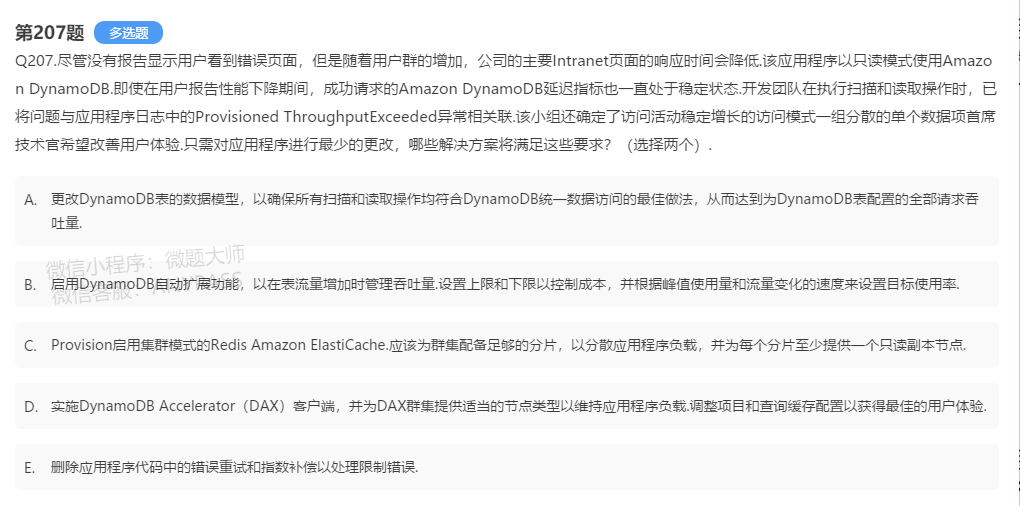 第207题 多选题
Q207.尽管没有报告显示用户看到错误页面，但是随着用户群的增加，公司的主要Intranet页面的响应时间会降低.该应用程序以只读模式使用Amazo
n DynamoDB.即使在用户报告性能下降期间，成功请求的Amazon DynamoDB延迟指标也一直处于稳定状态.开发团队在执行扫描和读取操作时，已
将问题与应用程序日志中的Provisioned ThroughputExceeded异常相关联.该小组还确定了访问活动稳定增长的访问模式一组分散的单个数据项首席
技术官希望改善用户体验.只需对应用程序进行最少的更改，哪些解决方案将满足这些要求？（选择两个）.
A. 更改DynamoDB表的数据模型，以确保所有扫描和读取操作均符合DynamoDB统一数据访问的最佳做法，从而达到为DynamoDB表配置的全部请求吞
吐量.
微信小程序：微题大师
B. 启用DynamoDB自动扩展功能，以在表流量增加时管理吞吐量.设置上限和下限以控制成本，并根据峰值使用量和流量变化的速度来设置目标使用率.
微信客服：
C. Provision启用集群模式的Redis Amazon ElastiCache.应该为群集配备足够的分片，以分散应用程序负载，并为每个分片至少提供一个只读副本节点.
D. 实施DynamoDB Accelerator（DAX）客户端，并为DAX群集提供适当的节点类型以维持应用程序负载.调整项目和查询缓存配置以获得最佳的用户体验.
E. 删除应用程序代码中的错误重试和指数补偿以处理限制错误.